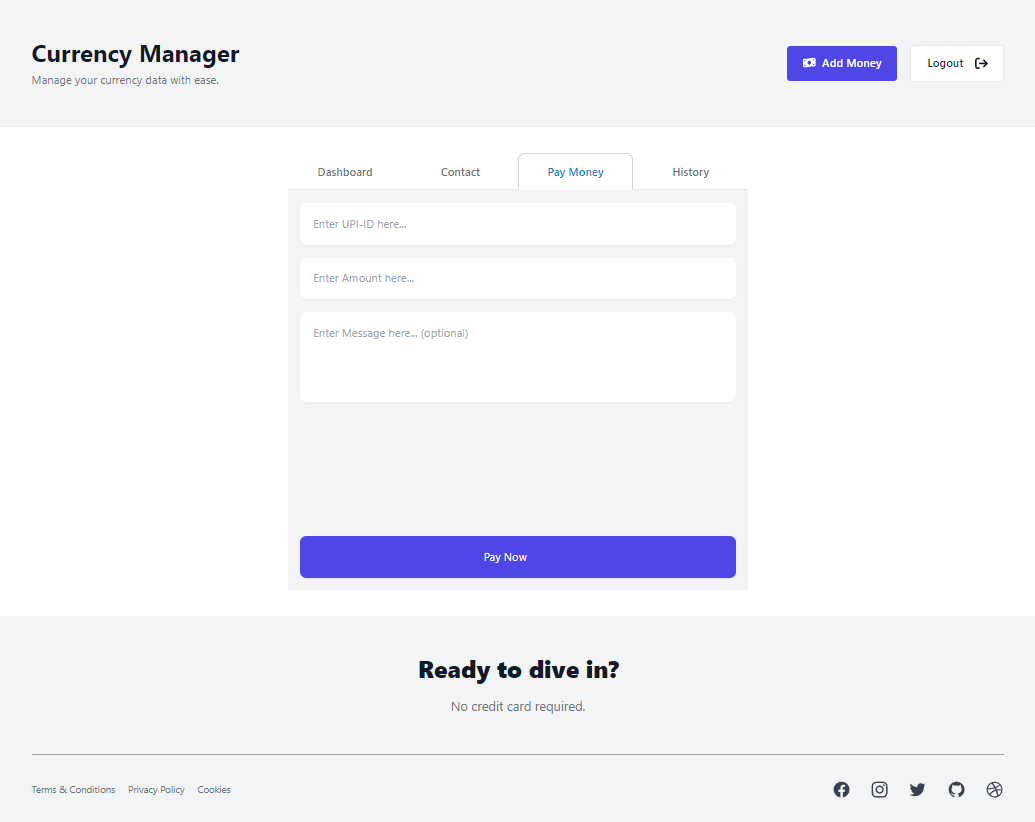 Currency Manager
Manage your currency data with ease.
Add Money
Logout
Dashboard
Contact
Pay Money
History
Enter UPI-ID here...
Enter Amount here...
Enter Message here... (optional)
Pay Now
Ready to dive in?
No credit card required.
Terms & Conditions
Privacy Policy
Cookies